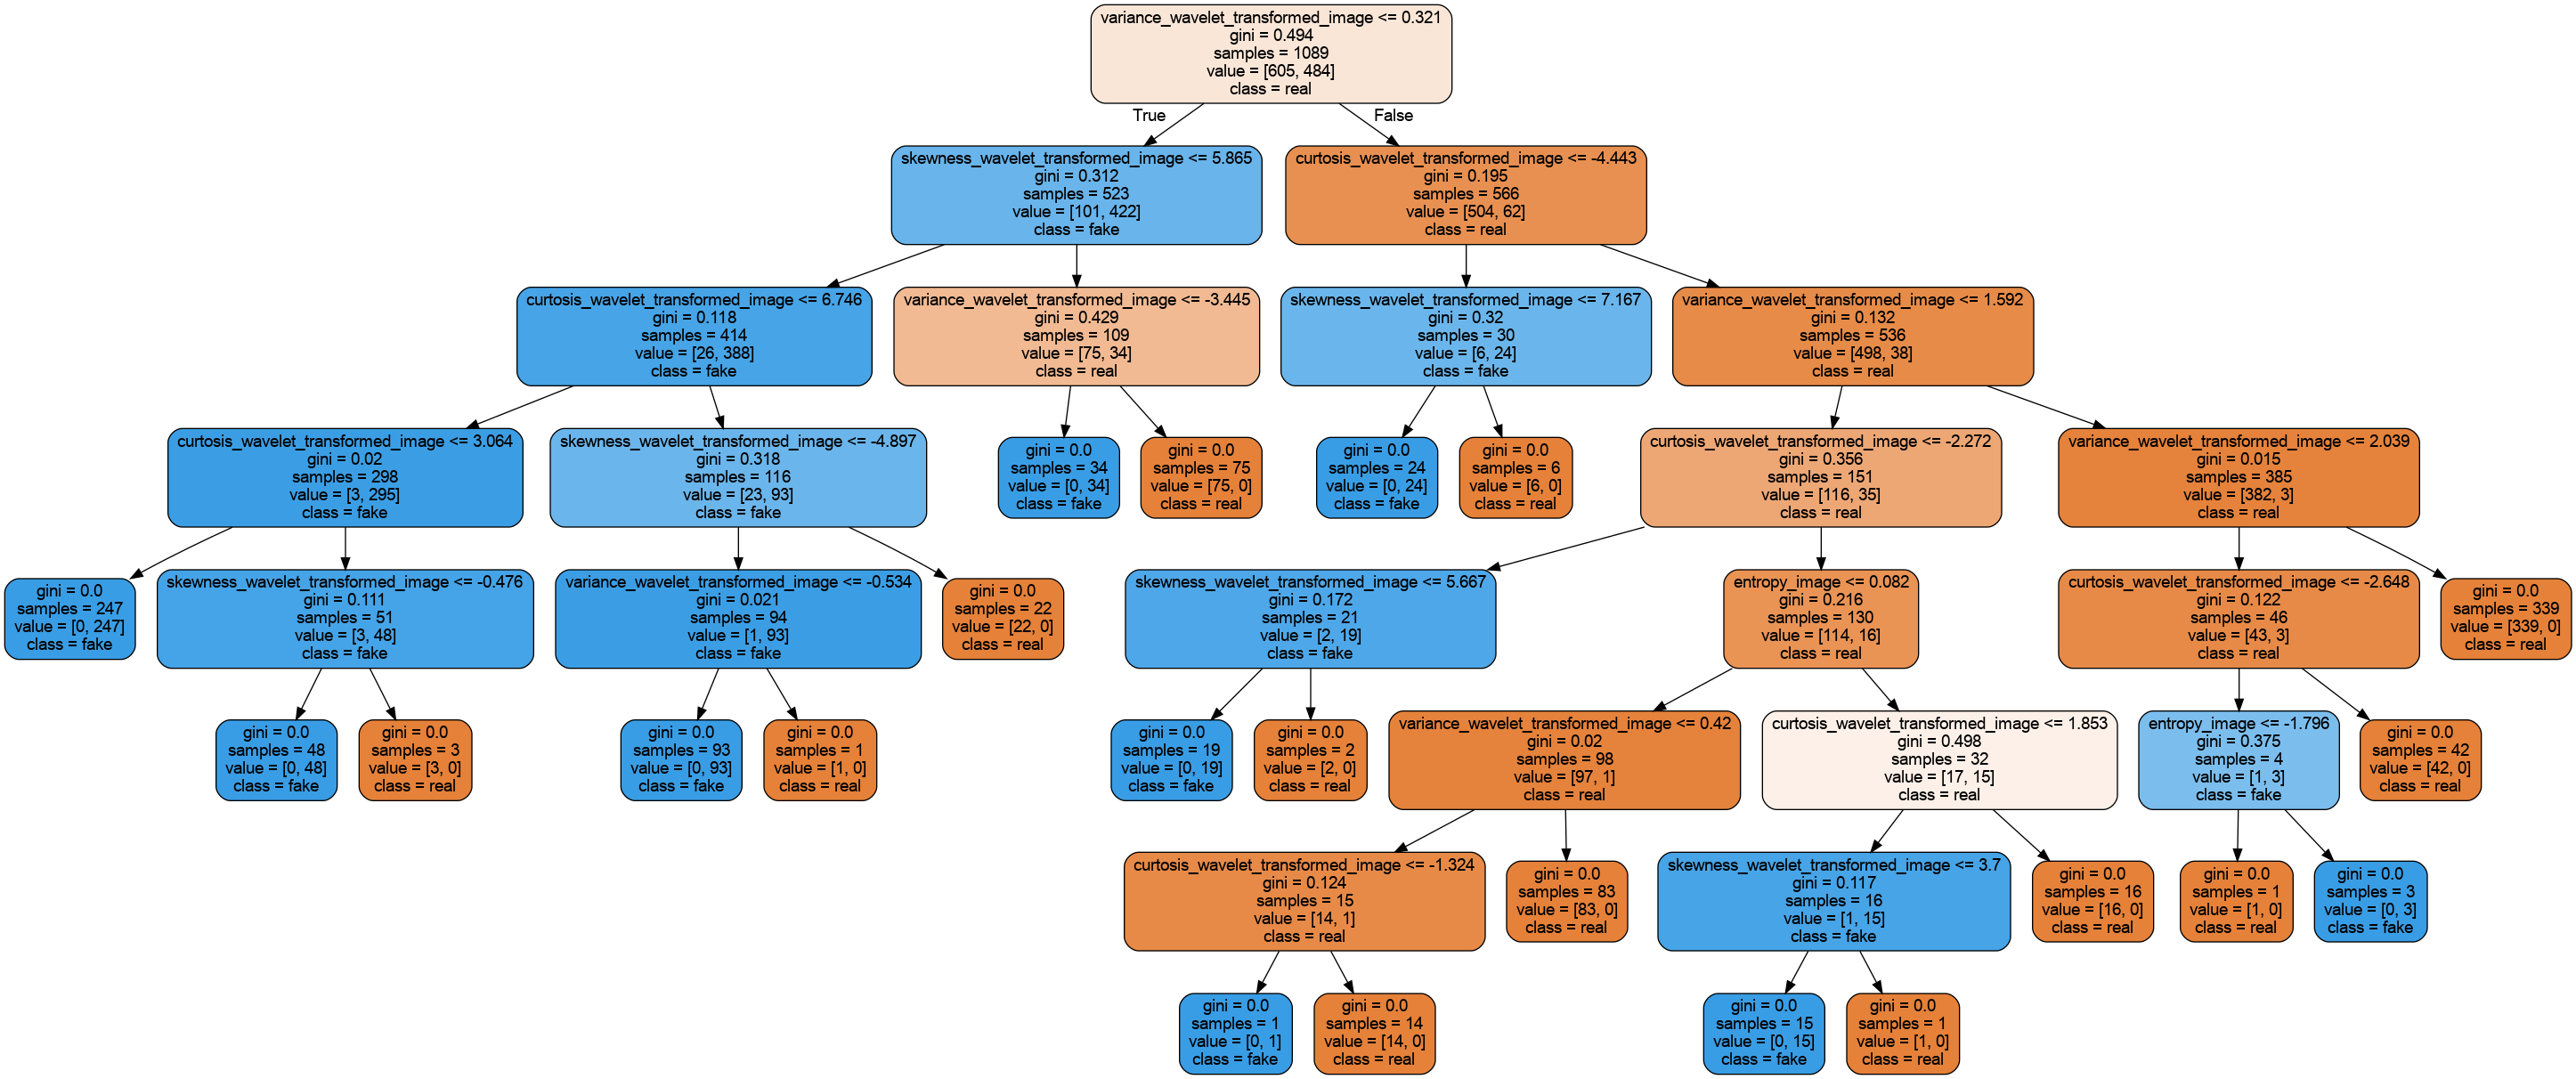 variance_wavelet_transformed_image <= 0.321
gini = 0.494
samples = 1089
value = [605, 484]
class = real
True
False
skewness_wavelet_transformed_image <= 5.865
gini = 0.312
samples = 523
value = [101, 422]
class = fake
curtosis_wavelet_transformed_image <= -4.443
gini = 0.195
samples = 566
value = [504, 62]
class = real
curtosis_wavelet_transformed_image <= 6.746
gini = 0.118
samples = 414
value = [26, 388]
class = fake
variance_wavelet_transformed_image <= -3.445
gini = 0.429
samples = 109
value = [75, 34]
class = real
skewness_wavelet_transformed_image <= 7.167
gini = 0.32
samples = 30
value = [6, 24]
class = fake
variance_wavelet_transformed_image <= 1.592
gini = 0.132
samples = 536
value = [498, 38]
class = real
curtosis_wavelet_transformed_image <= 3.064
gini = 0.02
samples = 298
value = [3, 295]
class = fake
skewness_wavelet_transformed_image <= -4.897
gini = 0.318
samples = 116
value = [23, 93]
class = fake
gini = 0.0
samples = 34
value = [0, 34]
class = fake
gini = 0.0
samples = 75
value = [75, 0]
class = real
gini = 0.0
samples = 24
value = [0, 24]
class = fake
gini = 0.0
samples = 6
value = [6, 0]
class = real
curtosis_wavelet_transformed_image <= -2.272
gini = 0.356
samples = 151
value = [116, 35]
class = real
variance_wavelet_transformed_image <= 2.039
gini = 0.015
samples = 385
value = [382, 3]
class = real
gini = 0.0
samples = 247
value = [0, 247]
class = fake
skewness_wavelet_transformed_image <= -0.476
gini = 0.111
samples = 51
value = [3, 48]
class = fake
variance_wavelet_transformed_image <= -0.534
gini = 0.021
samples = 94
value = [1, 93]
class = fake
gini = 0.0
samples = 22
value = [22, 0]
class = real
skewness_wavelet_transformed_image <= 5.667
gini = 0.172
samples = 21
value = [2, 19]
class = fake
entropy_image <= 0.082
gini = 0.216
samples = 130
value = [114, 16]
class = real
curtosis_wavelet_transformed_image <= -2.648
gini = 0.122
samples = 46
value = [43, 3]
class = real
gini = 0.0
samples = 339
value = [339, 0]
class = real
gini = 0.0
samples = 48
value = [0, 48]
class = fake
gini = 0.0
samples = 3
value = [3, 0]
class = real
gini = 0.0
samples = 93
value = [0, 93]
class = fake
gini = 0.0
samples = 1
value = [1, 0]
class = real
gini = 0.0
samples = 19
value = [0, 19]
class = fake
gini = 0.0
samples = 2
value = [2, 0]
class = real
variance_wavelet_transformed_image <= 0.42
gini = 0.02
samples = 98
value = [97, 1]
class = real
curtosis_wavelet_transformed_image <= 1.853
gini = 0.498
samples = 32
value = [17, 15]
class = real
entropy_image <= -1.796
gini = 0.375
samples = 4
value = [1, 3]
class = fake
gini = 0.0
samples = 42
value = [42, 0]
class = real
curtosis_wavelet_transformed_image <= -1.324
gini = 0.124
samples = 15
value = [14, 1]
class = real
gini = 0.0
samples = 83
value = [83, 0]
class = real
skewness_wavelet_transformed_image <= 3.7
gini = 0.117
samples = 16
value = [1, 15]
class = fake
gini = 0.0
samples = 16
value = [16, 0]
class = real
gini = 0.0
samples = 1
value = [1, 0]
class = real
gini = 0.0
samples = 3
value = [0, 3]
class = fake
gini = 0.0
samples = 1
value = [0, 1]
class = fake
gini = 0.0
samples = 14
value = [14, 0]
class = real
gini = 0.0
samples = 15
value = [0, 15]
class = fake
gini = 0.0
samples = 1
value = [1, 0]
class = real